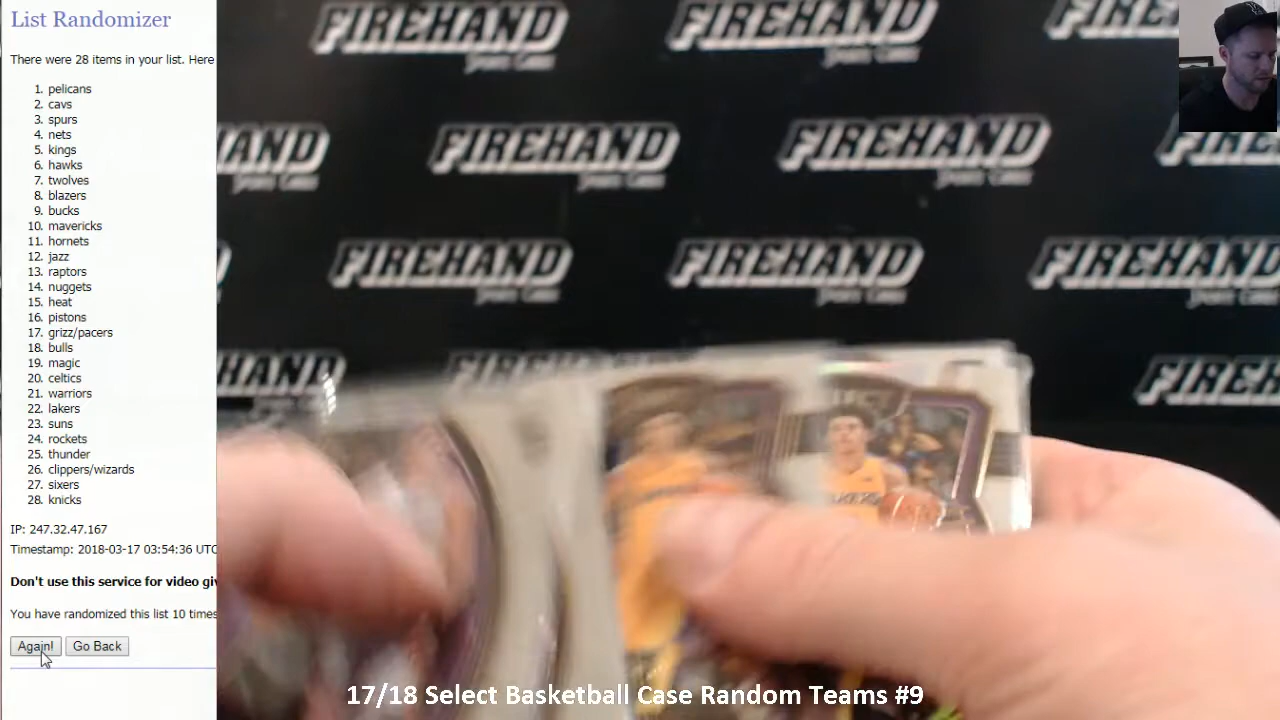 List Randomizer
There were 28 items in your list. Here
1. pelicans
2. cavs
3. spurs
4. nets
5. kings
6. hawks
7. twolves
8. blazers
9. bucks
10. mavericks
11. hornets
12. jazz
13. raptors
14. nuggets
15. heat
16. pistons
17. grizz/pacers
18. bulls
19. magic
20. celtics
21. warriors
22. lakers
23. suns
24. rockets
25. thunder
26. clippers/wizards
27. sixers
28. knicks
IP: 247.32.47.167
Timestamp: 2018-03-17 03:54:36 UTC
Don't use this service for video giv
You have randomized this list 10 times
Again! Go Back
FIREHAND FIREHAND FIREH
AND FIREHAND FIREHAND FIREH
FIREHAND FIREHAND FIREHAND
HAND FIREHAND FIREH
17/18 Select Basketball Case Random Teams #9